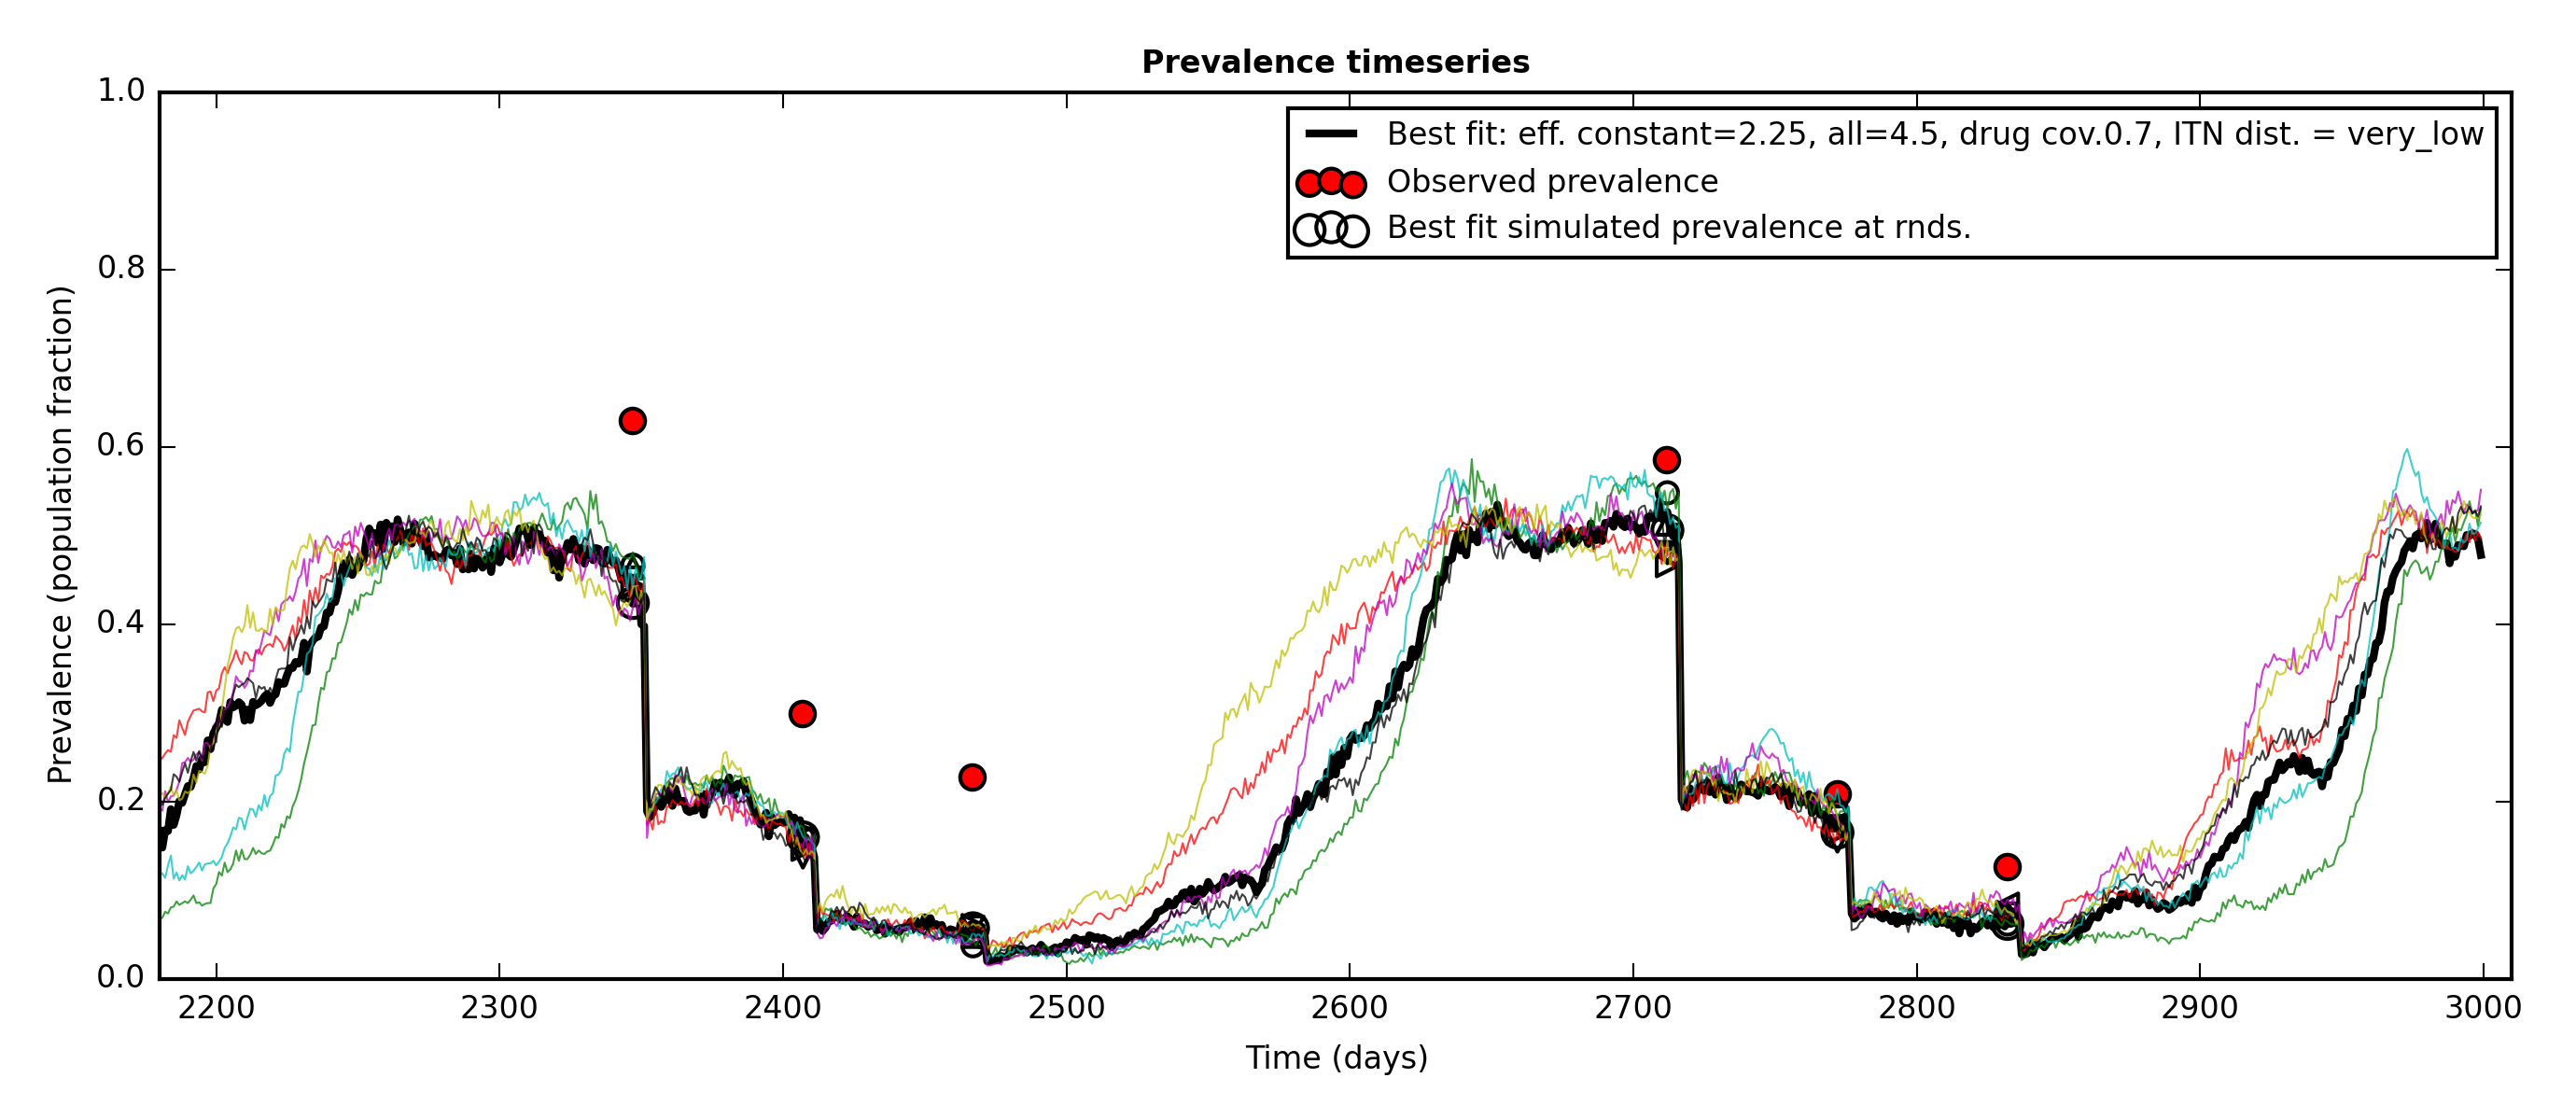 Prevalence timeseries
1.0
0.8
0.6
0.4
0.2
0.0
Prevalence (population fraction)
Best fit: eff. constant=2.25, all=4.5, drug cov.0.7, ITN dist. = very_low
Observed prevalence
Best fit simulated prevalence at rnds.
2200 2300 2400 2500 2600 2700 2800 2900 3000
Time (days)